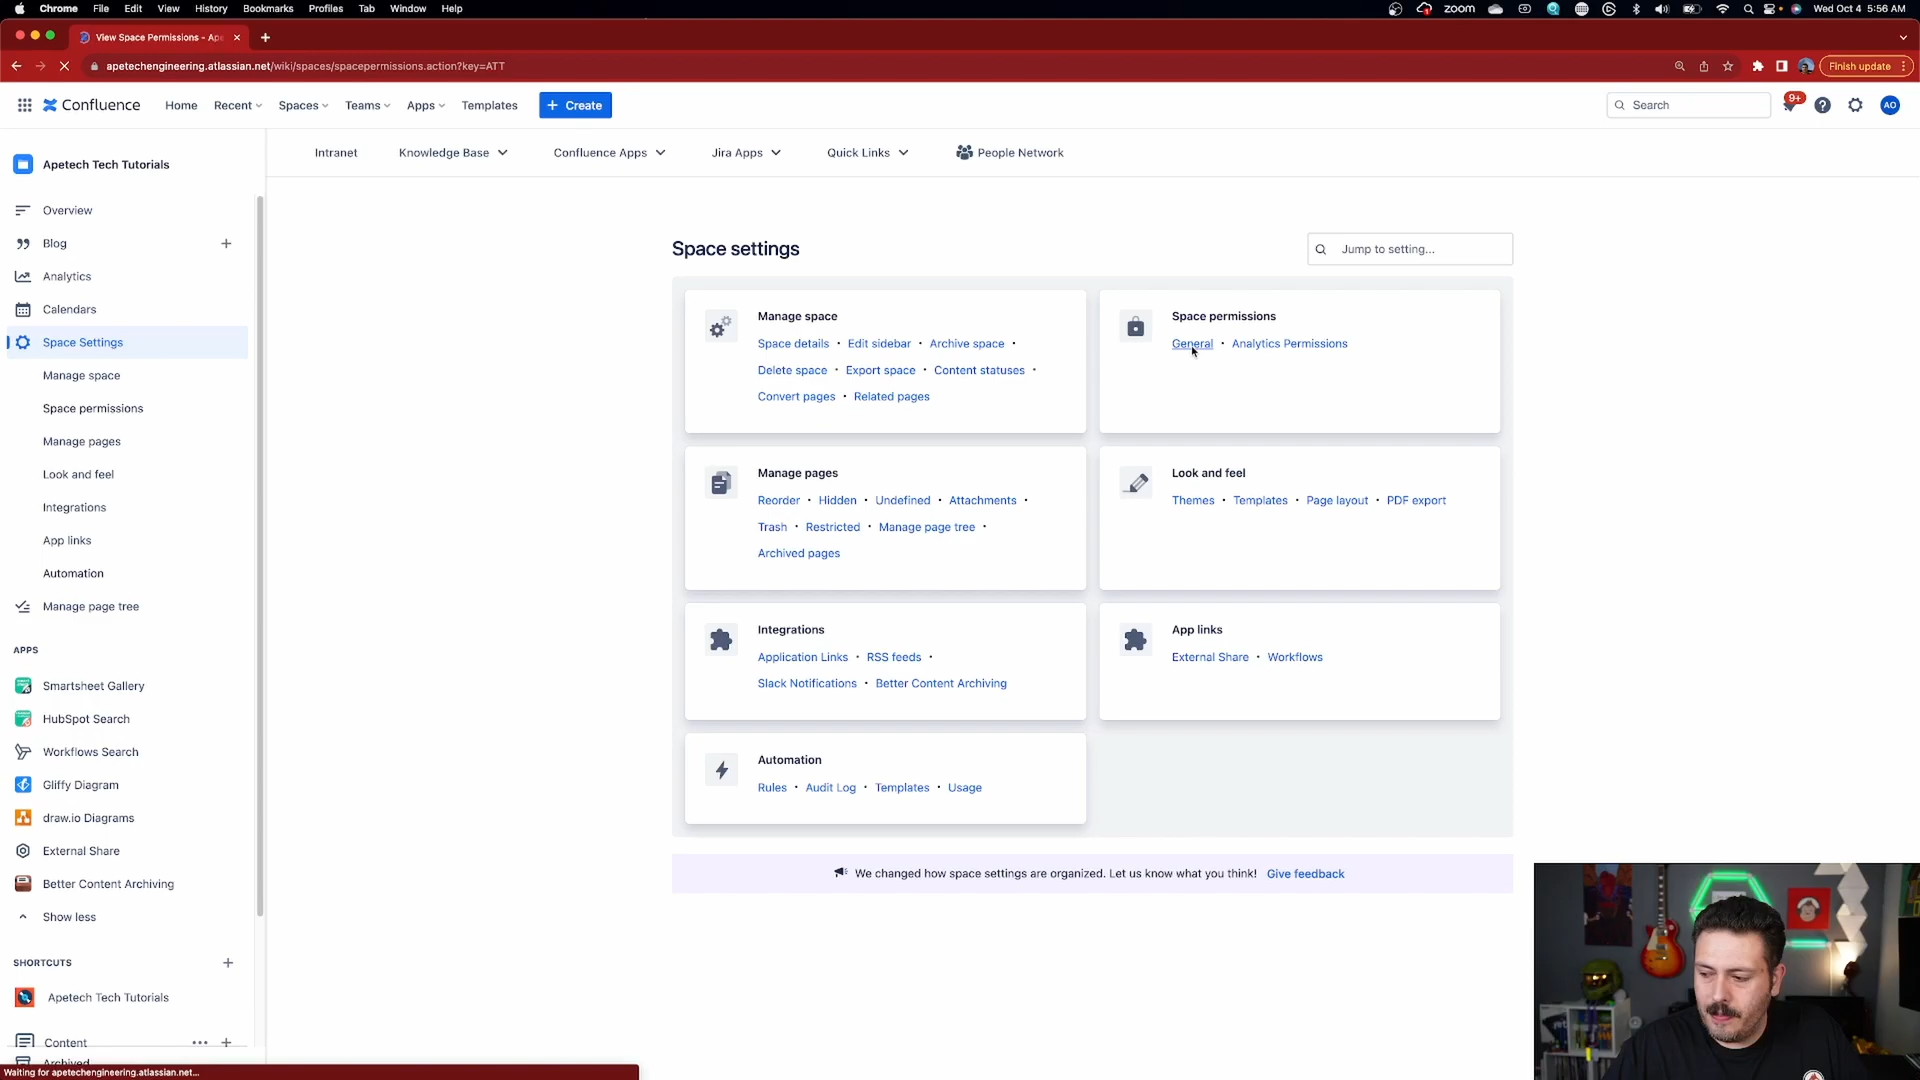 Chrome File Edit View History Bookmarks Profiles Tab Window Help zoom Wed Oct 4 5:56 AM
View Space Permissions - Ape
apetechengineering.atlassian.net/wiki/spaces/spacepermissions.action?key=ATT Finish update
Confluence Home Recent Spaces Teams Apps Templates + Create Search 9+ AO
Apetech Tech Tutorials
Intranet Knowledge Base Confluence Apps Jira Apps Quick Links People Network
Overview
Blog
Analytics
Calendars
Space Settings
Manage space
Space permissions
Manage pages
Look and feel
Integrations
App links
Automation
Manage page tree
APPS
Smartsheet Gallery
HubSpot Search
Workflows Search
Gliffy Diagram
draw.io Diagrams
External Share
Better Content Archiving
Show less
SHORTCUTS
Apetech Tech Tutorials
Content
Archived
Waiting for apetechengineering.atlassian.net...
Space settings
Jump to setting...
Manage space
Space details • Edit sidebar • Archive space •
Delete space • Export space • Content statuses •
Convert pages • Related pages
Space permissions
General • Analytics Permissions
Manage pages
Reorder • Hidden • Undefined • Attachments •
Trash • Restricted • Manage page tree •
Archived pages
Look and feel
Themes • Templates • Page layout • PDF export
Integrations
Application Links • RSS feeds •
Slack Notifications • Better Content Archiving
App links
External Share • Workflows
Automation
Rules • Audit Log • Templates • Usage
We changed how space settings are organized. Let us know what you think! Give feedback